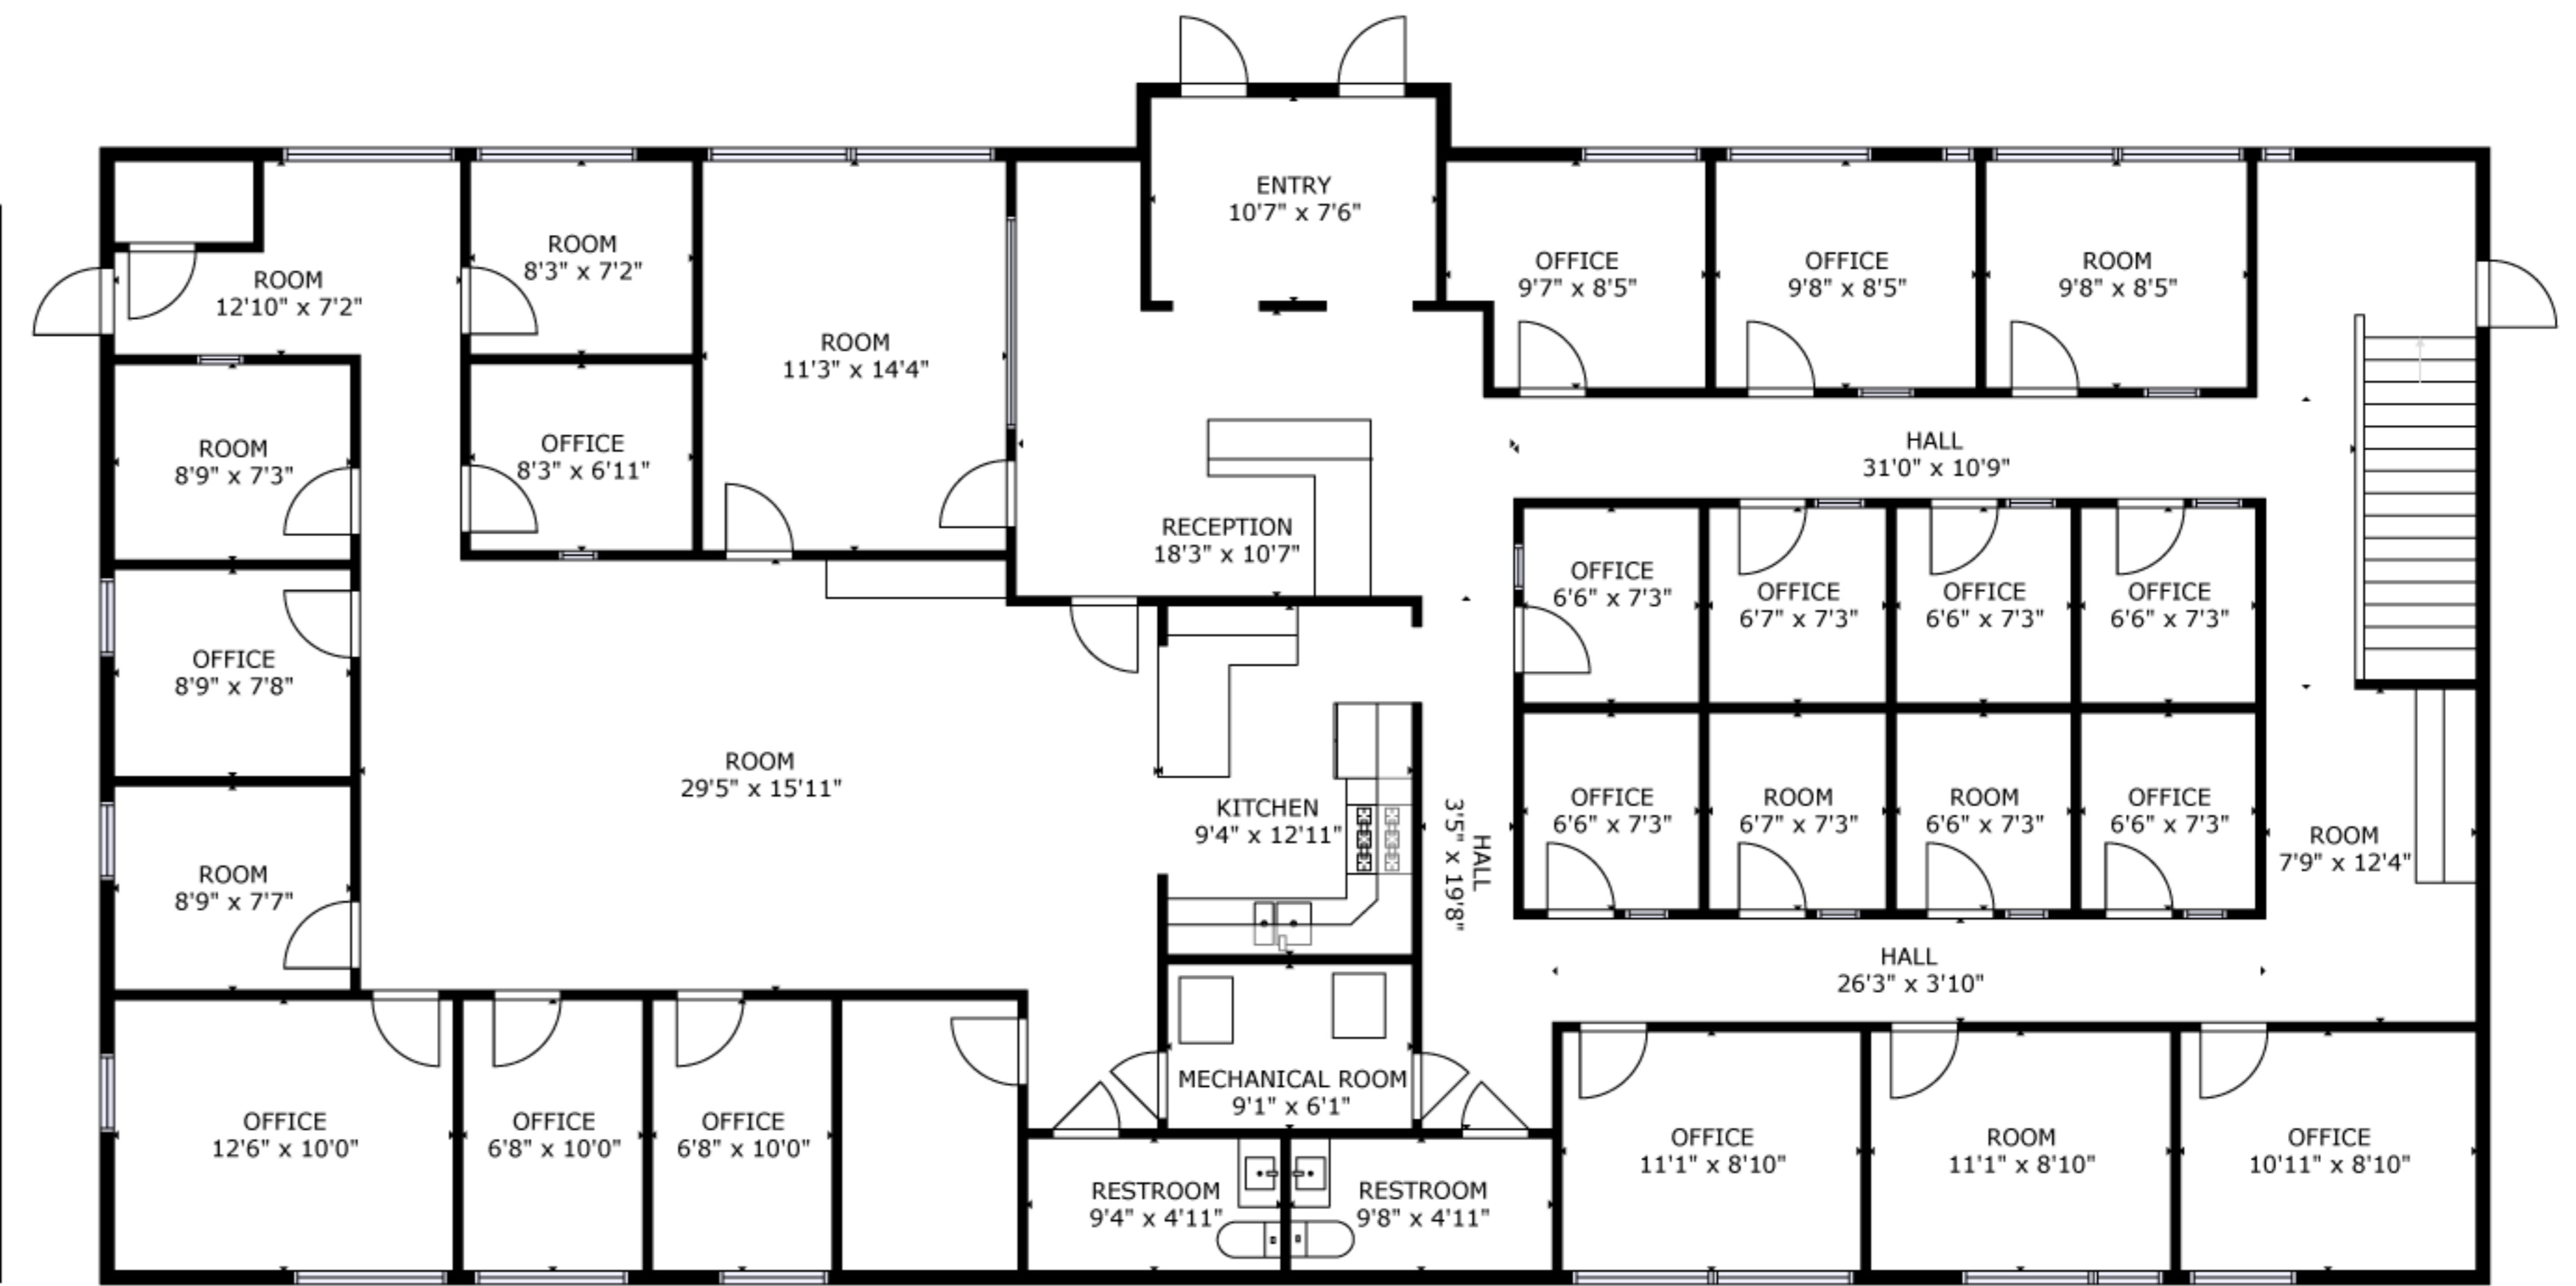 ENTRY
10'7" x 7'6"
ROOM
12'10" x 7'2"
ROOM
8'3" x 7'2"
ROOM
11'3" x 14'4"
OFFICE
9'7" x 8'5"
OFFICE
9'8" x 8'5"
ROOM
9'8" x 8'5"
ROOM
8'9" x 7'3"
OFFICE
8'3" x 6'11"
RECEPTION
18'3" x 10'7"
HALL
31'0" x 10'9"
OFFICE
6'6" x 7'3"
OFFICE
6'7" x 7'3"
OFFICE
6'6" x 7'3"
OFFICE
6'6" x 7'3"
OFFICE
8'9" x 7'8"
ROOM
29'5" x 15'11"
KITCHEN
9'4" x 12'11"
HALL
3'5" x 19'8"
OFFICE
6'6" x 7'3"
ROOM
6'7" x 7'3"
ROOM
6'6" x 7'3"
OFFICE
6'6" x 7'3"
ROOM
7'9" x 12'4"
ROOM
8'9" x 7'7"
HALL
26'3" x 3'10"
OFFICE
12'6" x 10'0"
OFFICE
6'8" x 10'0"
OFFICE
6'8" x 10'0"
MECHANICAL ROOM
9'1" x 6'1"
RESTROOM
9'4" x 4'11"
RESTROOM
9'8" x 4'11"
OFFICE
11'1" x 8'10"
ROOM
11'1" x 8'10"
OFFICE
10'11" x 8'10"